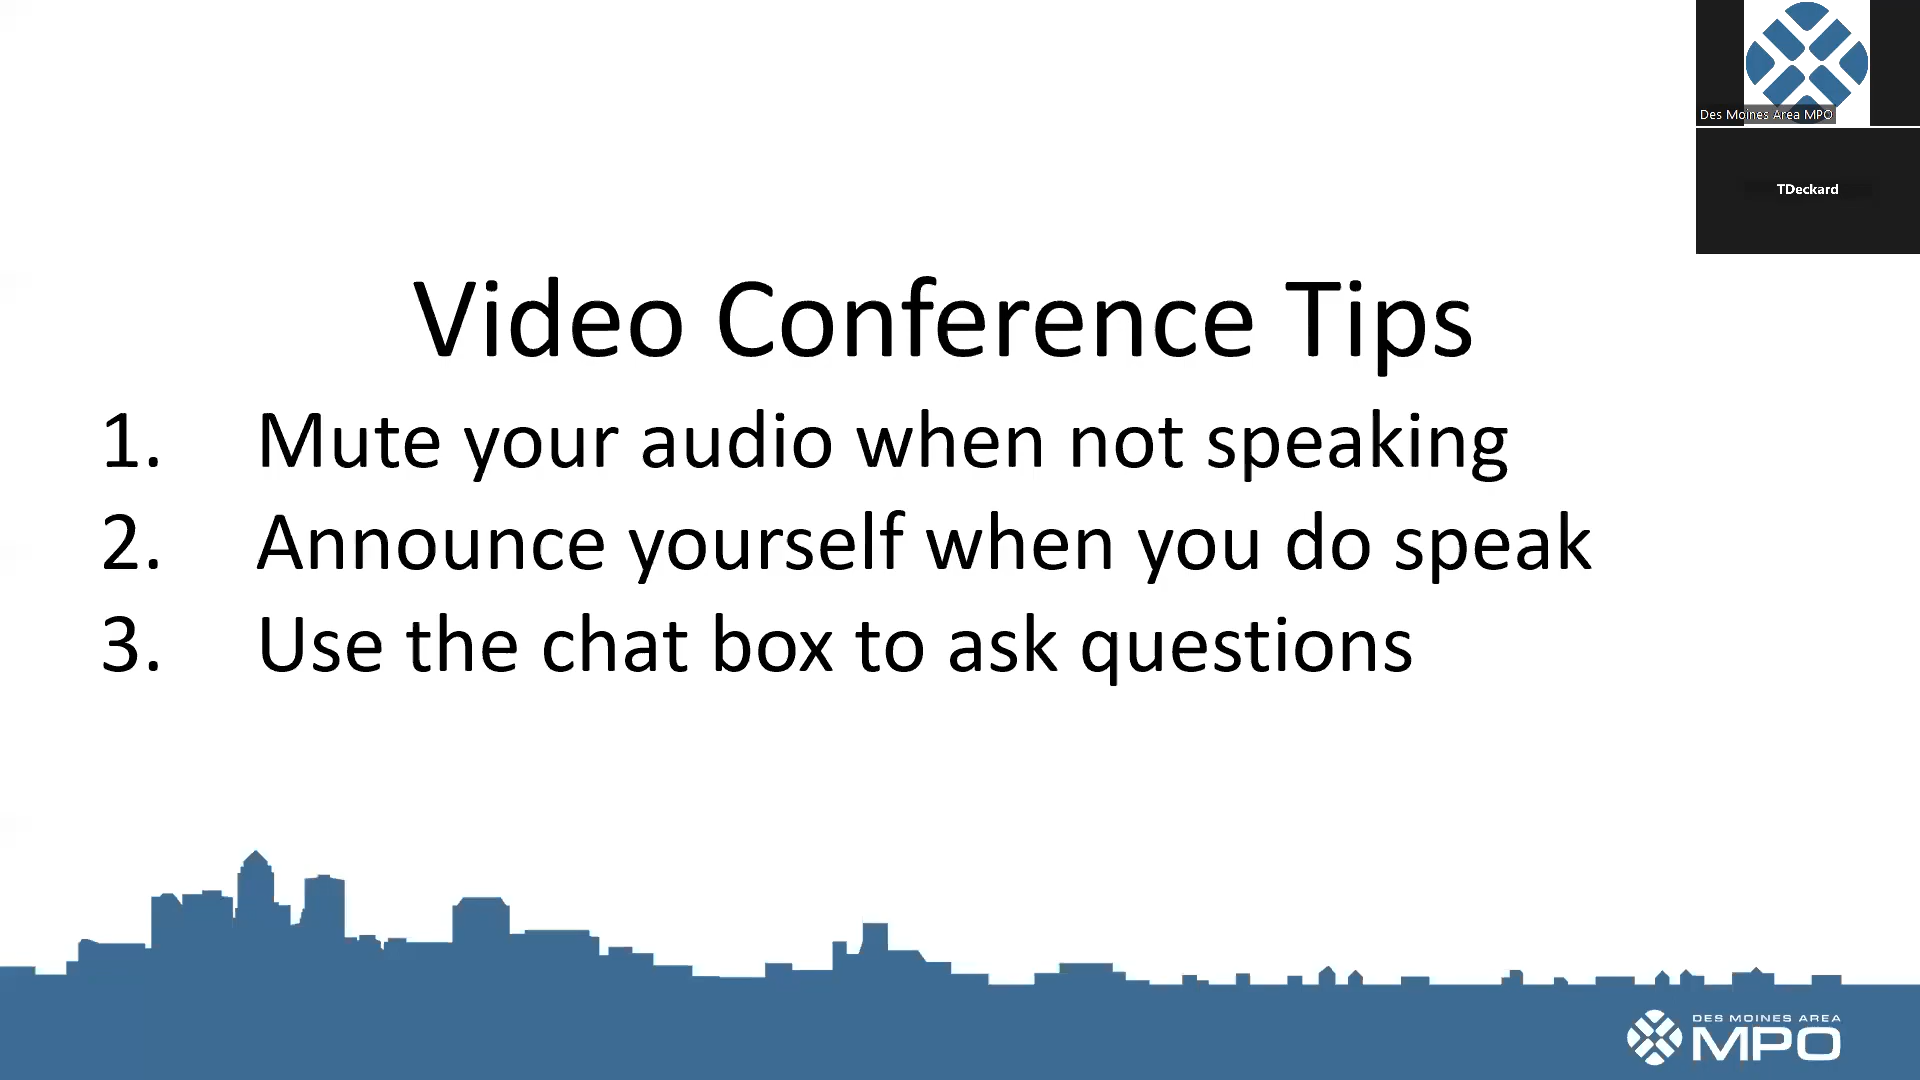 Des Moines Area MPO
TDeckard
Video Conference Tips
1. Mute your audio when not speaking
2. Announce yourself when you do speak
3. Use the chat box to ask questions
DES MOINES AREA
MPO